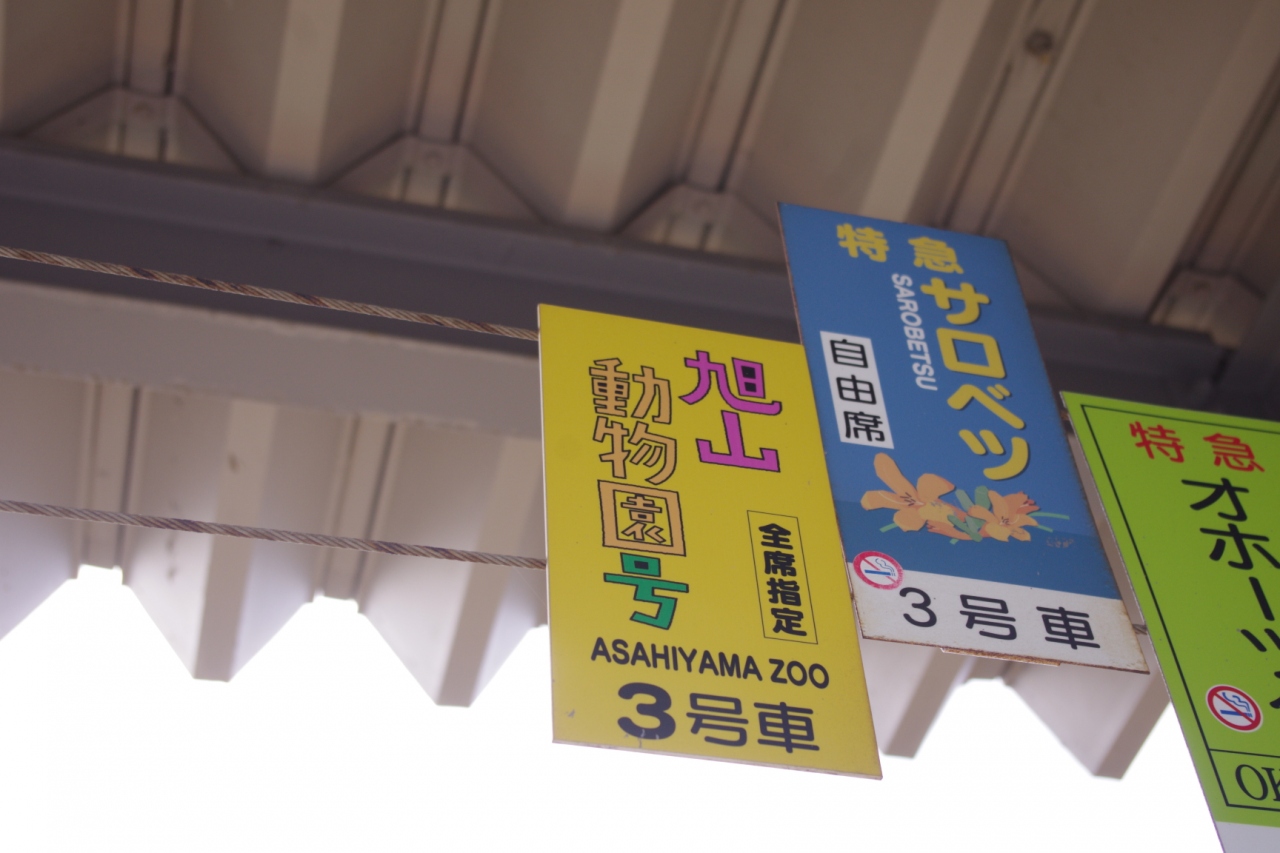 旭山
動物園号
全席指定
ASAHIYAMA ZOO
3号車
特急
サロベツ
SAROBETSU
自由席
3号車
特急
オホーツ
OK